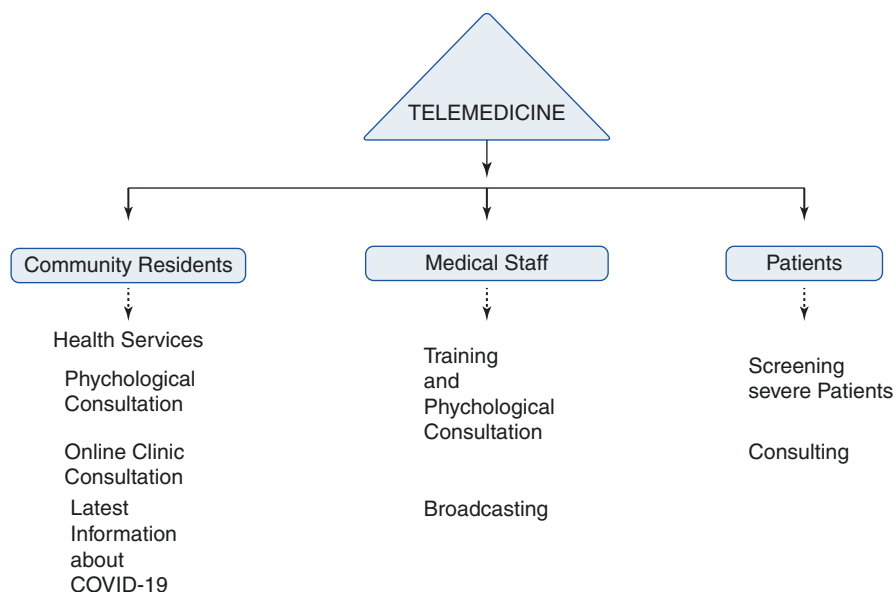 TELEMEDICINE
Community Residents
Health Services
Phychological
Consultation
Online Clinic
Consultation
Latest
Information
about
COVID-19
Medical Staff
Training
and
Phychological
Consultation
Broadcasting
Patients
Screening
severe Patients
Consulting